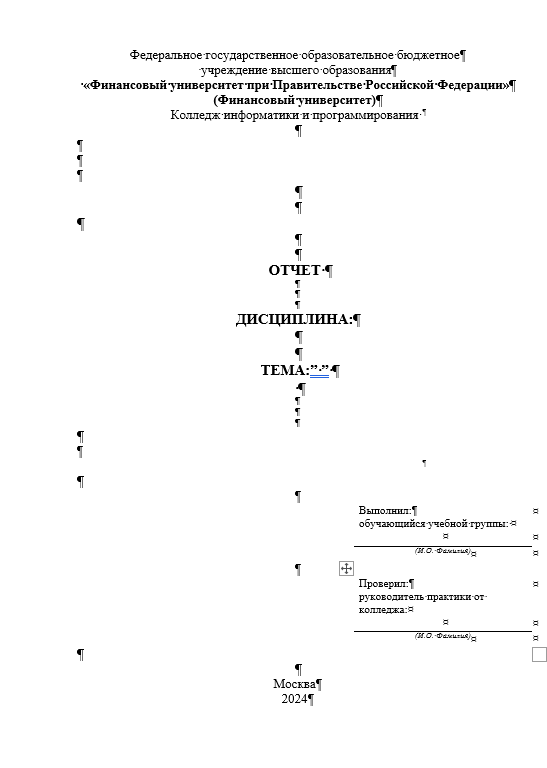 Федеральное государственное образовательное бюджетное
учреждение высшего образования
«Финансовый университет при Правительстве Российской Федерации»
(Финансовый университет)
Колледж информатики и программирования
ОТЧЕТ
ДИСЦИПЛИНА:
ТЕМА:” ”
Выполнил:
обучающийся учебной группы:
(И.О. Фамилия)
Проверил:
руководитель практики от
колледжа:
(И.О. Фамилия)
Москва
2024